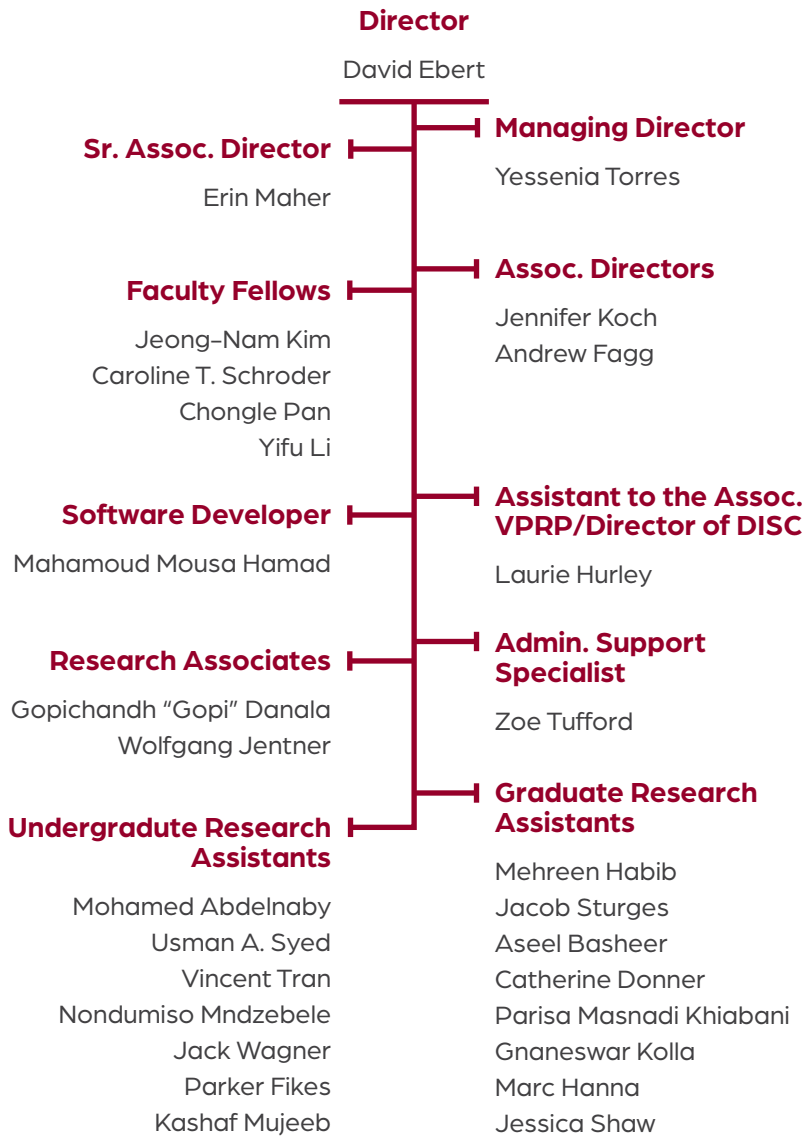 Director
David Ebert
Sr. Assoc. Director
Erin Maher
Managing Director
Yessenia Torres
Faculty Fellows
Jeong-Nam Kim
Caroline T. Schroder
Chongle Pan
Yifu Li
Assoc. Directors
Jennifer Koch
Andrew Fagg
Software Developer
Mahamoud Mousa Hamad
Assistant to the Assoc.
VPRP/Director of DISC
Laurie Hurley
Research Associates
Gopichandh “Gopi” Danala
Wolfgang Jentner
Admin. Support
Specialist
Zoe Tufford
Undergradute Research
Assistants
Mohamed Abdelnaby
Usman A. Syed
Vincent Tran
Nondumiso Mndzebele
Jack Wagner
Parker Fikes
Kashaf Mujeeb
Graduate Research
Assistants
Mehreen Habib
Jacob Sturges
Aseel Basheer
Catherine Donner
Parisa Masnadi Khiabani
Gnaneswar Kolla
Marc Hanna
Jessica Shaw